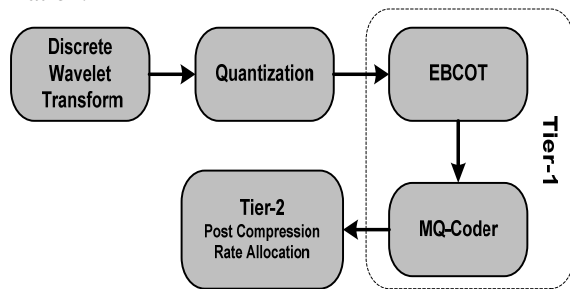 Discrete
Wavelet
Transform
Quantization
EBCOT
Tier-1
MQ-Coder
Tier-2
Post Compression
Rate Allocation